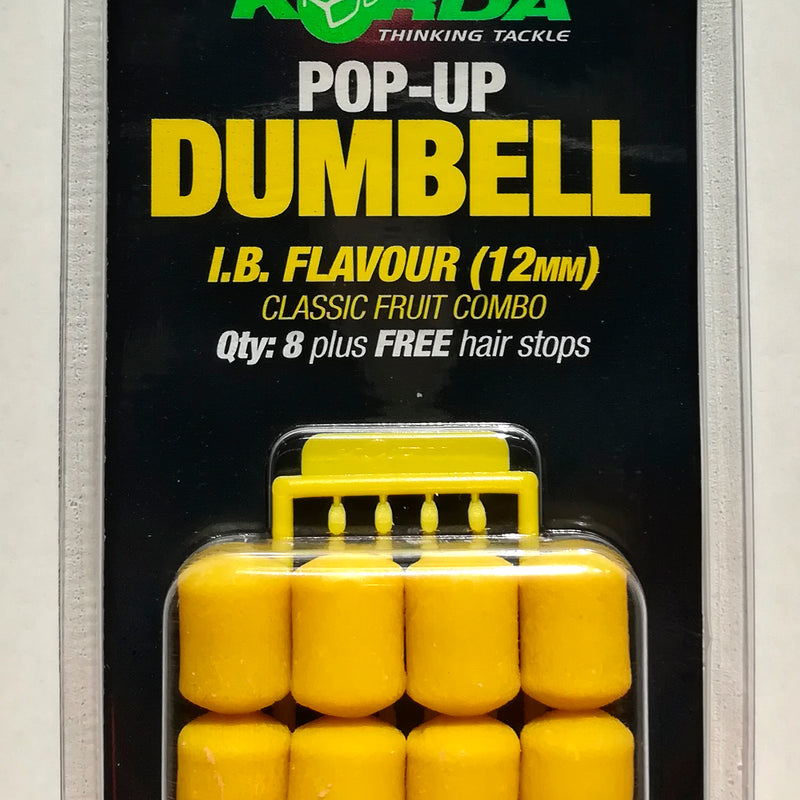 KORDA
THINKING TACKLE
POP-UP
DUMBELL
I.B. FLAVOUR (12MM)
CLASSIC FRUIT COMBO
Qty: 8 plus FREE hair stops